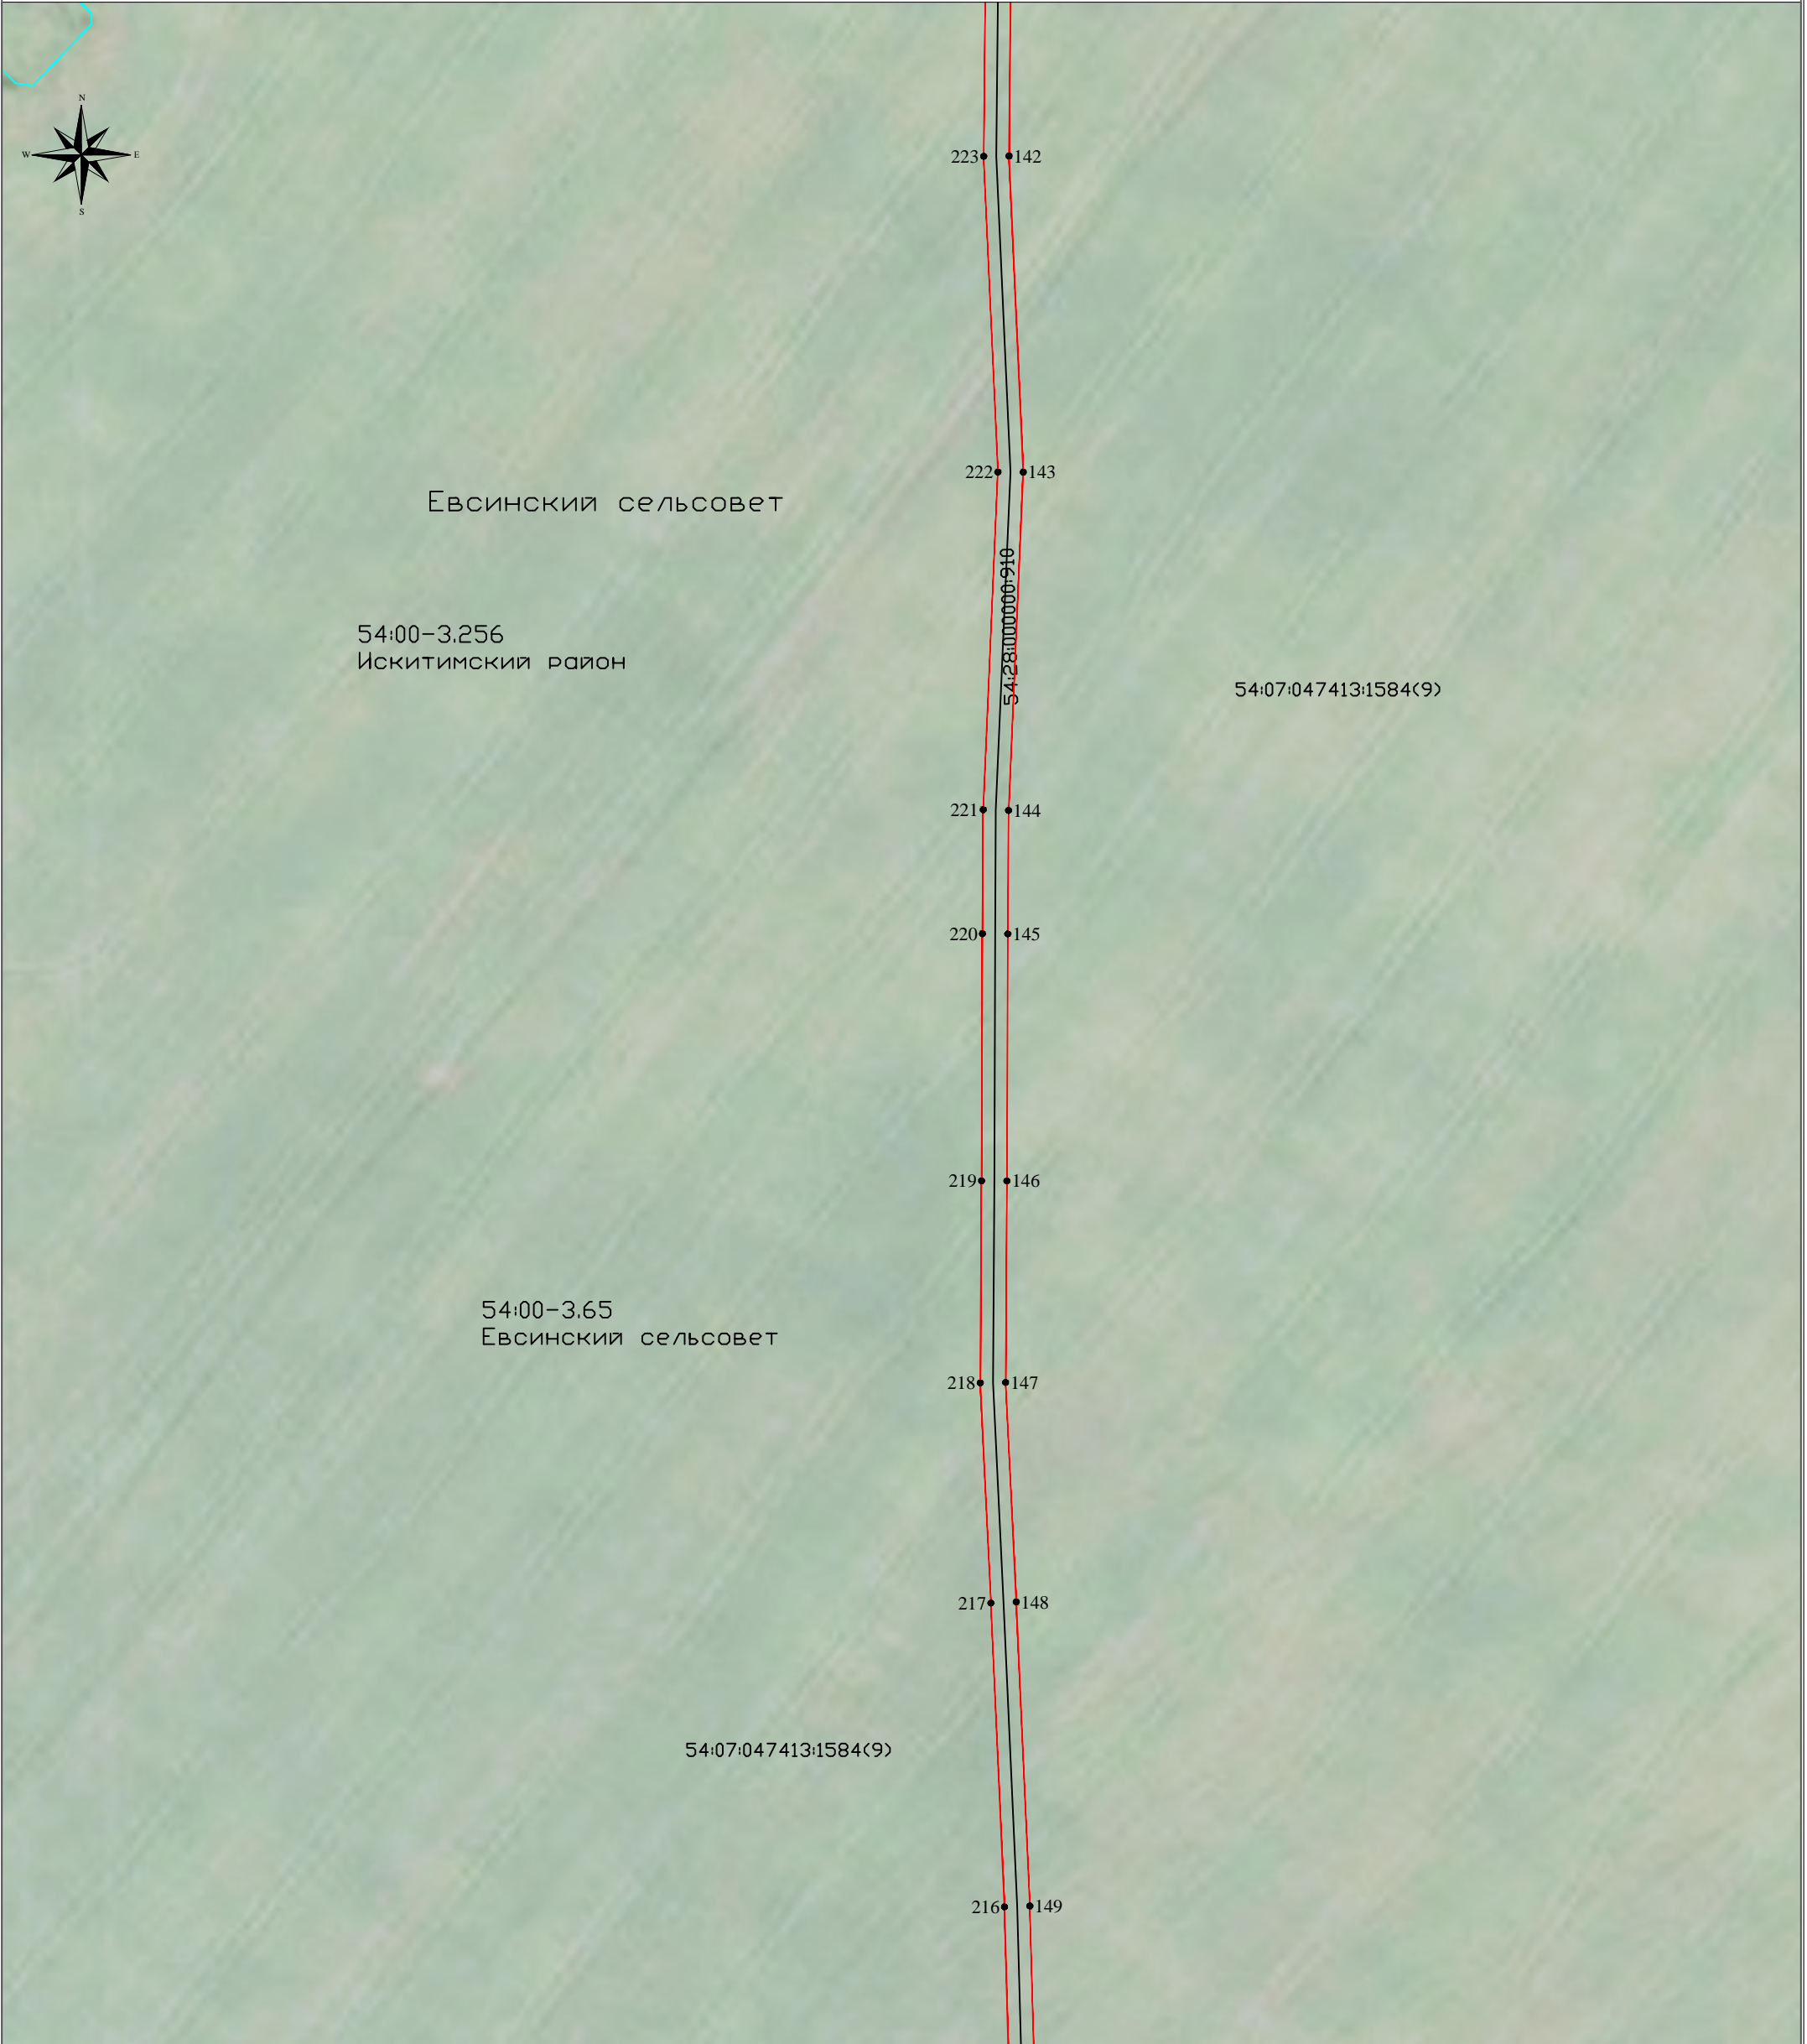 N
W E
S
223 142
222 143
Евсинский сельсовет
54:28:000000:910
54:00-3.256
Искитимский район
54:07:047413:1584(9)
221 144
220 145
219 146
54:00-3.65
Евсинский сельсовет
218 147
217 148
54:07:047413:1584(9)
216 149